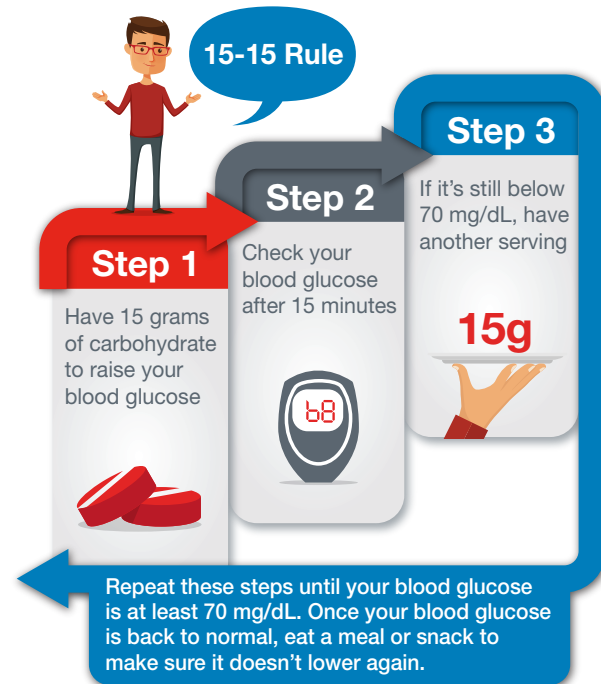 15-15 Rule
Step 1
Have 15 grams
of carbohydrate
to raise your
blood glucose
Step 2
Check your
blood glucose
after 15 minutes
68
Step 3
If it's still below
70 mg/dL, have
another serving
15g
Repeat these steps until your blood glucose
is at least 70 mg/dL. Once your blood glucose
is back to normal, eat a meal or snack to
make sure it doesn't lower again.